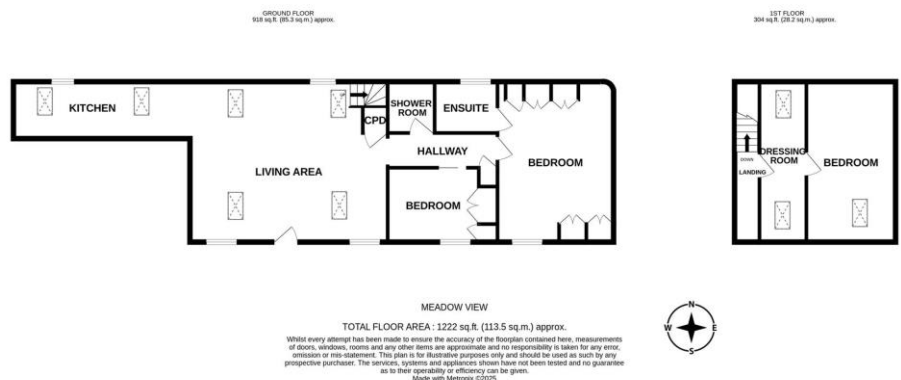 GROUND FLOOR
918 sq.ft. (85.3 sq.m.) approx.
1ST FLOOR
304 sq.ft. (28.2 sq.m.) approx.
KITCHEN
LIVING AREA
CPD
SHOWER
ROOM
ENSUITE
HALLWAY
BEDROOM
BEDROOM
DOWN
LANDING
DRESSING
ROOM
BEDROOM
MEADOW VIEW
TOTAL FLOOR AREA : 1222 sq.ft. (113.5 sq.m.) approx.
Whilst every attempt has been made to ensure the accuracy of the floorplan contained here, measurements
of doors, windows, rooms and any other items are approximate and no responsibility is taken for any error,
omission or mis-statement. This plan is for illustrative purposes only and should be used as such by any
prospective purchaser. The services, systems and appliances shown have not been tested and no guarantee
as to their operability or efficiency can be given.
Made with Metropix ©2025
N
W E
S